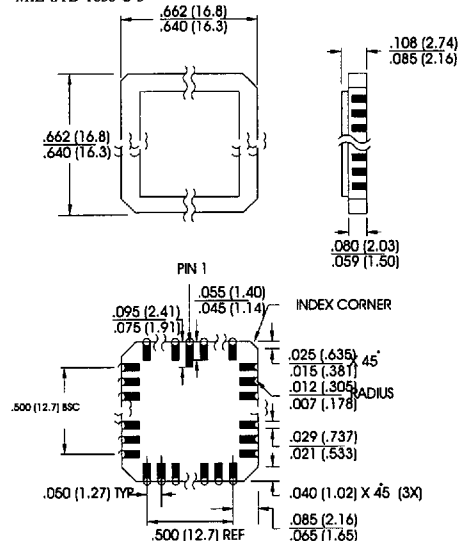 .662 (16.8)
.640 (16.3)
.108 (2.74)
.085 (2.16)
.662 (16.8)
.640 (16.3)
.080 (2.03)
.059 (1.50)
PIN 1
.055 (1.40)
.045 (1.14)
INDEX CORNER
.095 (2.41)
.075 (1.91)
.025 (.635) X 45°
.015 (.381)
.012 (.305) RADIUS
.007 (.178)
.500 (12.7) BSC
.029 (.737)
.021 (.533)
.050 (1.27) TYP
.040 (1.02) X 45° (3X)
.085 (2.16)
.065 (1.65)
.500 (12.7) REF